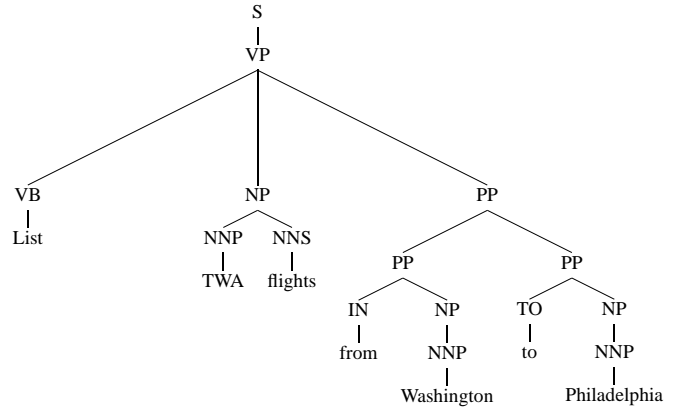 S
VP
VB NP PP
List NNP NNS PP PP
TWA flights IN NP TO NP
from NNP to NNP
Washington Philadelphia